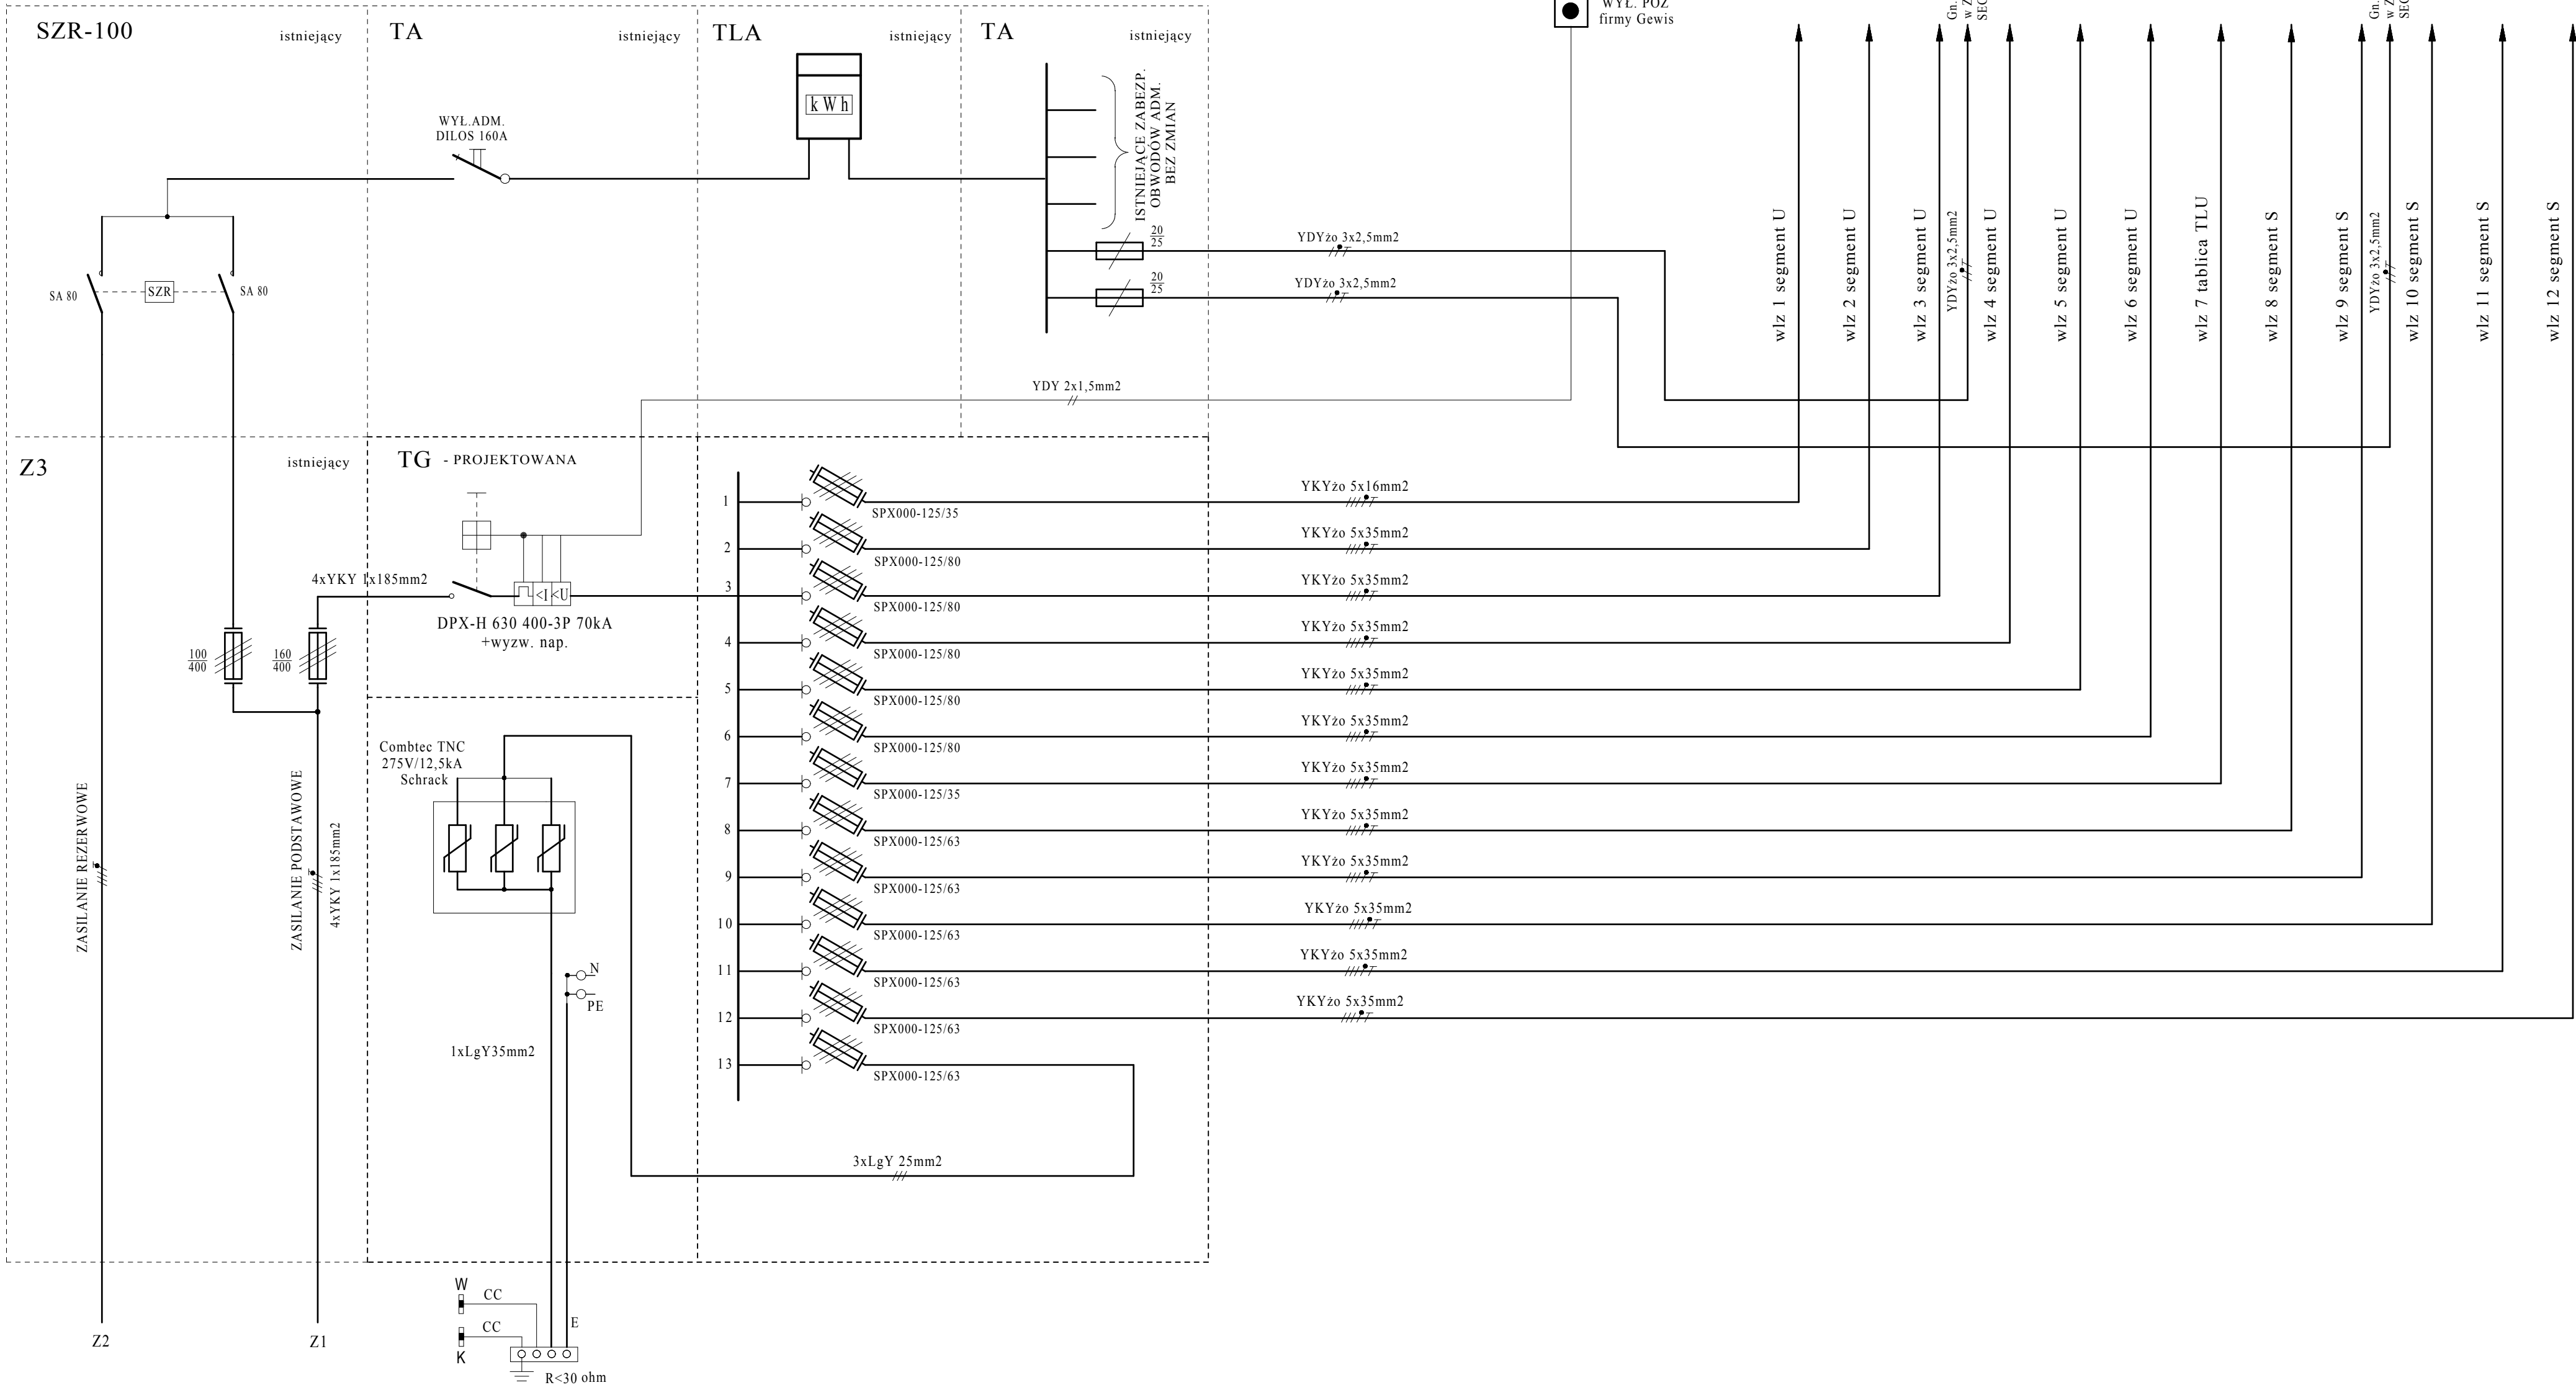 SZR-100
istniejący
TA
istniejący
TLA
istniejący
TA
istniejący
WYŁ. POŻ
firmy Gewis
Gn.
w Z
Gn.
w Z
kWh
WYŁ.ADM.
DILOS 160A
ISTNIEJĄCE ZABEZP.
OBWODÓW ADM.
BEZ ZMIAN
20
25
YDYżo 3x2,5mm2
20
25
YDYżo 3x2,5mm2
SA 80
SZR
SA 80
YDY 2x1,5mm2
wlz 1 segment U
wlz 2 segment U
wlz 3 segment U
YDYżo 3x2,5mm2
wlz 4 segment U
wlz 5 segment U
wlz 6 segment U
wlz 7 tablica TLU
wlz 8 segment S
wlz 9 segment S
YDYżo 3x2,5mm2
wlz 10 segment S
wlz 11 segment S
wlz 12 segment S
Z3
istniejący
TG - PROJEKTOWANA
4xYKY 1x185mm2
<I
<U
DPX-H 630 400-3P 70kA
+wyzw. nap.
100
400
160
400
1
SPX000-125/35
YKYżo 5x16mm2
2
SPX000-125/80
YKYżo 5x35mm2
3
SPX000-125/80
YKYżo 5x35mm2
4
SPX000-125/80
YKYżo 5x35mm2
5
SPX000-125/80
YKYżo 5x35mm2
6
SPX000-125/80
YKYżo 5x35mm2
7
SPX000-125/35
YKYżo 5x35mm2
8
SPX000-125/63
YKYżo 5x35mm2
9
SPX000-125/63
YKYżo 5x35mm2
10
SPX000-125/63
YKYżo 5x35mm2
11
SPX000-125/63
YKYżo 5x35mm2
12
SPX000-125/63
YKYżo 5x35mm2
13
SPX000-125/63
3xLgY 25mm2
Combtec TNC
275V/12,5kA
Schrack
ZASILANIE REZERWOWE
ZASILANIE PODSTAWOWE
4xYKY 1x185mm2
N
PE
1xLgY35mm2
W
CC
CC
K
E
R<30 ohm
Z2
Z1